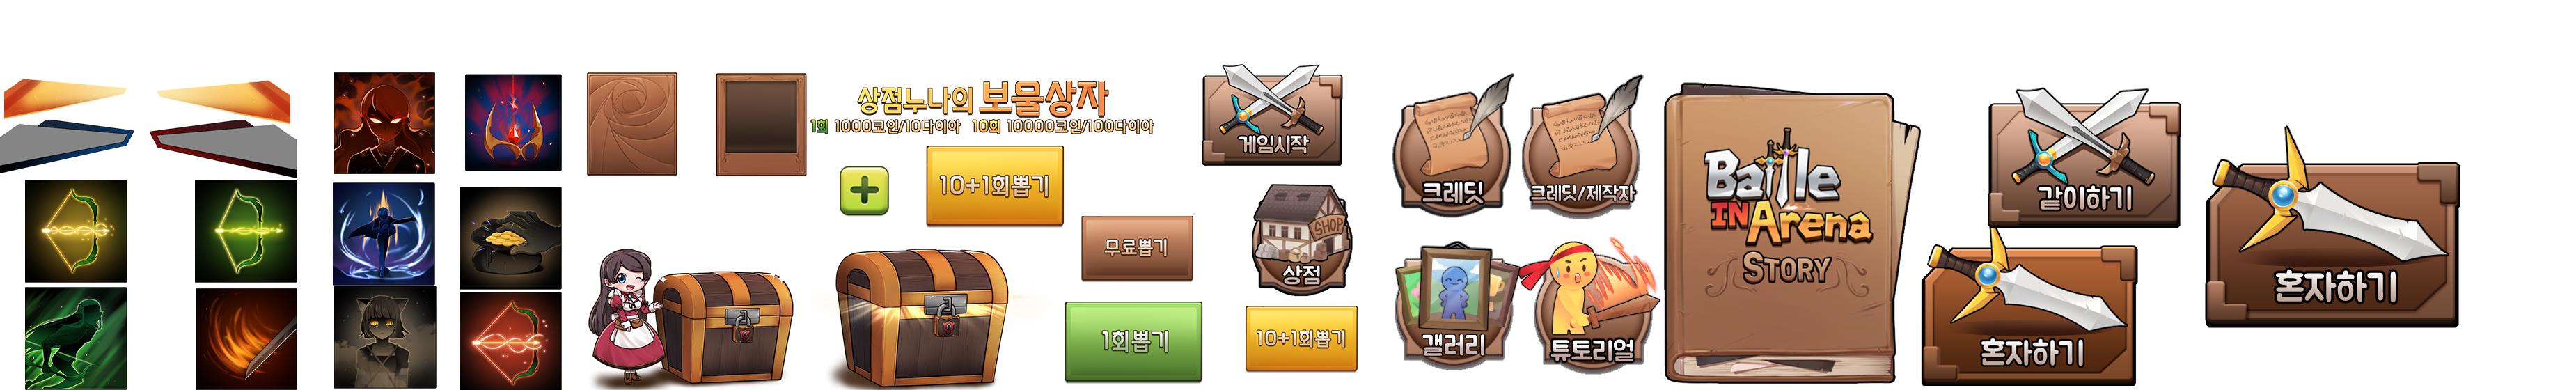 상점누나의 보물상자
1회 1000코인/10다이아 10회 10000코인/100다이아
10+1회뽑기
무료뽑기
1회뽑기
10+1회뽑기
게임시작
SHOP
상점
크레딧
크레딧/제작자
갤러리
튜토리얼
Battle
IN Arena
STORY
같이하기
혼자하기
혼자하기